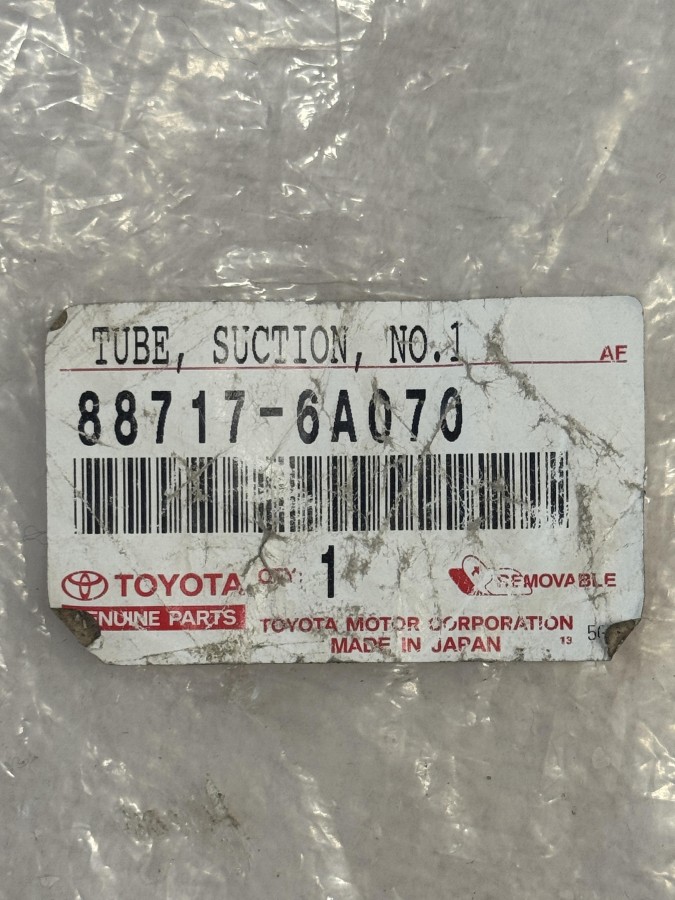 TUBE, SUCTION, NO.1
AF
88717-6A070
TOYOTA
QTY: 1
REMOVABLE
GENUINE PARTS
TOYOTA MOTOR CORPORATION
MADE IN JAPAN
13